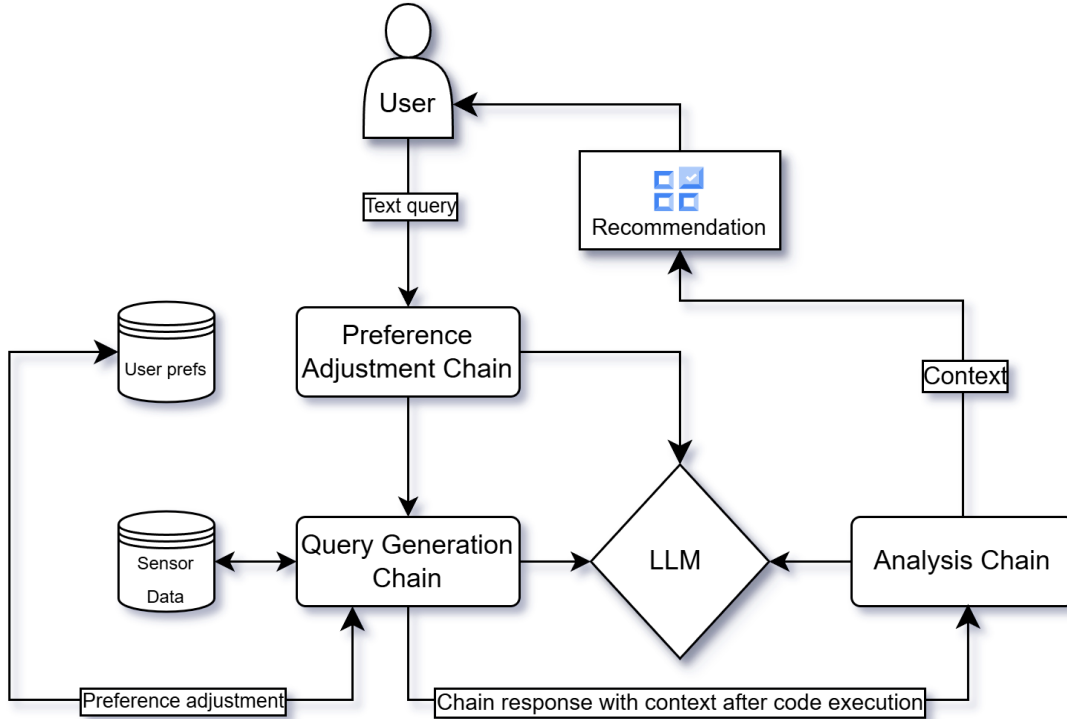 User
Text query
Recommendation
Preference
Adjustment Chain
User prefs
Context
Query Generation
Chain
Sensor
Data
LLM
Analysis Chain
Preference adjustment
Chain response with context after code execution